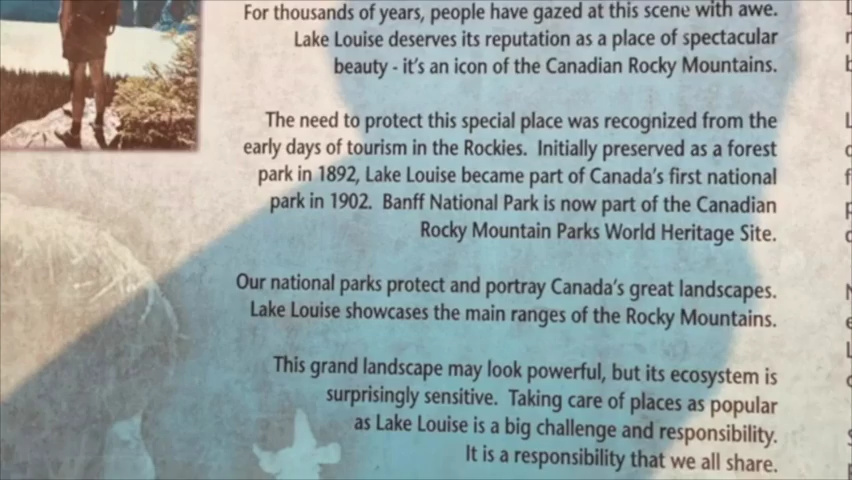 For thousands of years, people have gazed at this scene with awe.
Lake Louise deserves its reputation as a place of spectacular
beauty - it's an icon of the Canadian Rocky Mountains.
The need to protect this special place was recognized from the
early days of tourism in the Rockies. Initially preserved as a forest
park in 1892, Lake Louise became part of Canada's first national
park in 1902. Banff National Park is now part of the Canadian
Rocky Mountain Parks World Heritage Site.
Our national parks protect and portray Canada's great landscapes.
Lake Louise showcases the main ranges of the Rocky Mountains.
This grand landscape may look powerful, but its ecosystem is
surprisingly sensitive. Taking care of places as popular
as Lake Louise is a big challenge and responsibility.
It is a responsibility that we all share.